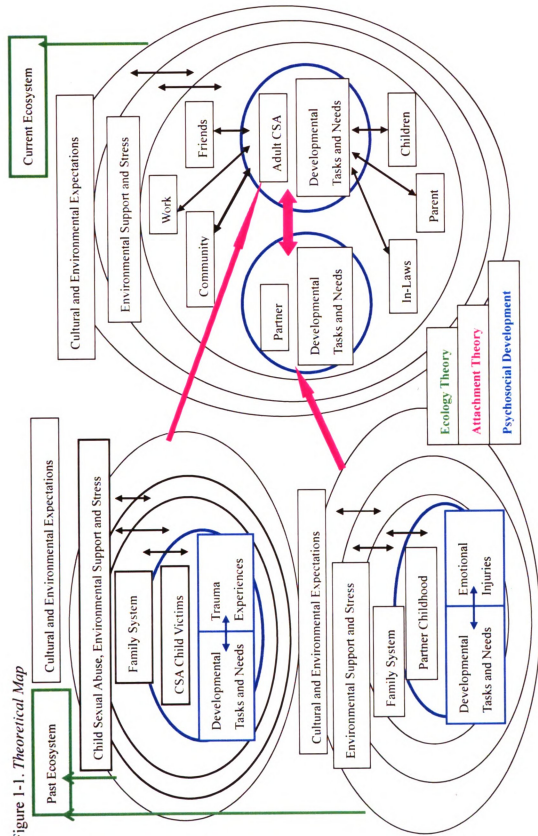 Figure 1-1. Theoretical Map
Past Ecosystem
Cultural and Environmental Expectations
Child Sexual Abuse, Environmental Support and Stress
Family System
CSA Child Victims
Developmental
Tasks and Needs
Trauma
Experiences
Cultural and Environmental Expectations
Environmental Support and Stress
Family System
Partner Childhood
Developmental
Tasks and Needs
Emotional
Injuries
Current Ecosystem
Cultural and Environmental Expectations
Environmental Support and Stress
Work
Friends
Community
Partner
Developmental
Tasks and Needs
Adult CSA
Developmental
Tasks and Needs
In-Laws
Parent
Children
Ecology Theory
Attachment Theory
Psychosocial Development